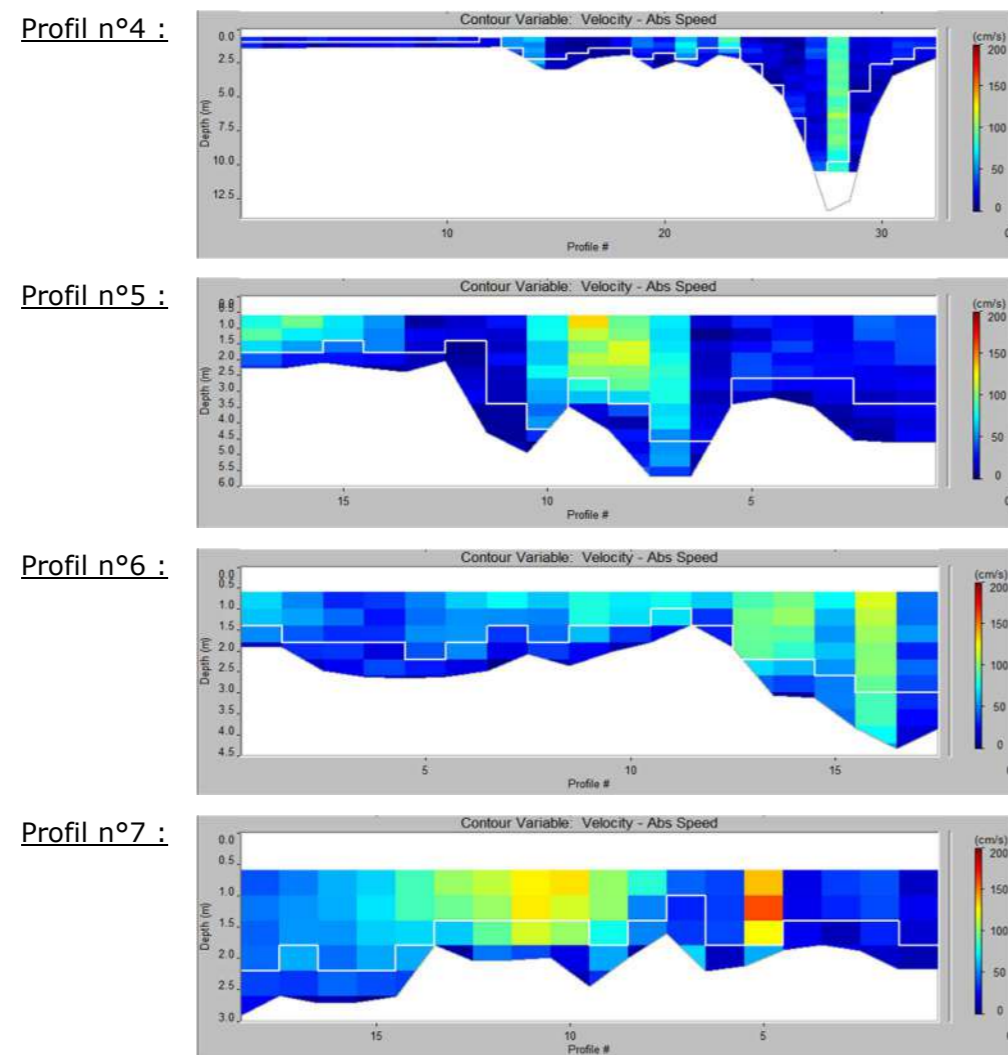 Profil n°4 :
Contour Variable: Velocity - Abs Speed
(cm/s)
0.0
2.5
5.0
7.5
10.0
12.5
Depth (m)
200
150
100
50
0
10 20 30
Profile #
Profil n°5 :
Contour Variable: Velocity - Abs Speed
(cm/s)
1.0
1.5
2.0
2.5
3.0
3.5
4.0
4.5
5.0
5.5
6.0
Depth (m)
200
150
100
50
0
15 10 5
Profile #
Profil n°6 :
Contour Variable: Velocity - Abs Speed
(cm/s)
0.0
0.5
1.0
1.5
2.0
2.5
3.0
3.5
4.0
4.5
Depth (m)
200
150
100
50
0
5 10 15
Profile #
Profil n°7 :
Contour Variable: Velocity - Abs Speed
(cm/s)
0.0
0.5
1.0
1.5
2.0
2.5
3.0
Depth (m)
200
150
100
50
0
15 10 5
Profile #